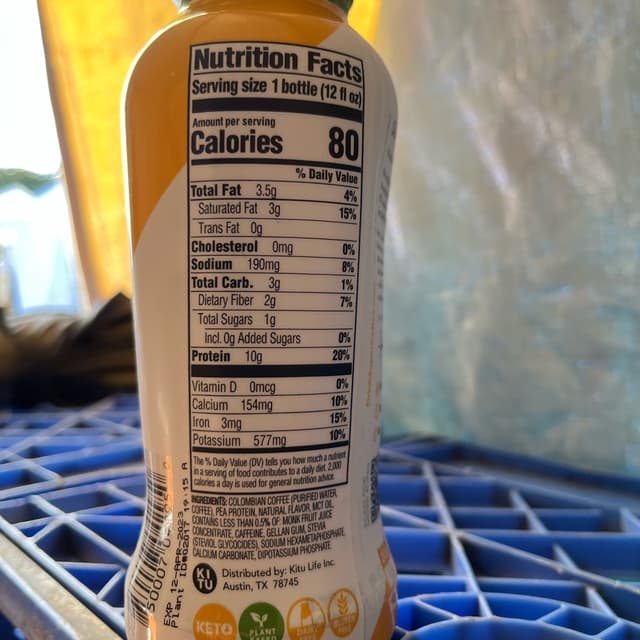 Nutrition Facts
Serving size 1 bottle (12 fl oz)
Amount per serving
Calories 80
% Daily Value
Total Fat 3.5g 4%
Saturated Fat 3g 15%
Trans Fat 0g
Cholesterol 0mg 0%
Sodium 190mg 8%
Total Carb. 3g 1%
Dietary Fiber 2g 7%
Total Sugars 1g
Incl. 0g Added Sugars 0%
Protein 10g 20%
Vitamin D 0mcg 0%
Calcium 154mg 10%
Iron 3mg 15%
Potassium 577mg 10%
The % Daily Value (DV) tells you how much a nutrient
in a serving of food contributes to a daily diet. 2,000
calories a day is used for general nutrition advice.
INGREDIENTS: COLOMBIAN COFFEE (PURIFIED WATER,
COFFEE), PEA PROTEIN, NATURAL FLAVOR, MCT OIL,
CONTAINS LESS THAN 0.5% OF: MONK FRUIT JUICE
CONCENTRATE, CAFFEINE, GELLAN GUM, STEVIA
(STEVIOL GLYCOSIDES), SODIUM HEXAMETAPHOSPHATE,
CALCIUM CARBONATE, DIPOTASSIUM PHOSPHATE.
KITU
Distributed by: Kitu Life Inc.
Austin, TX 78745
KETO
PLANT